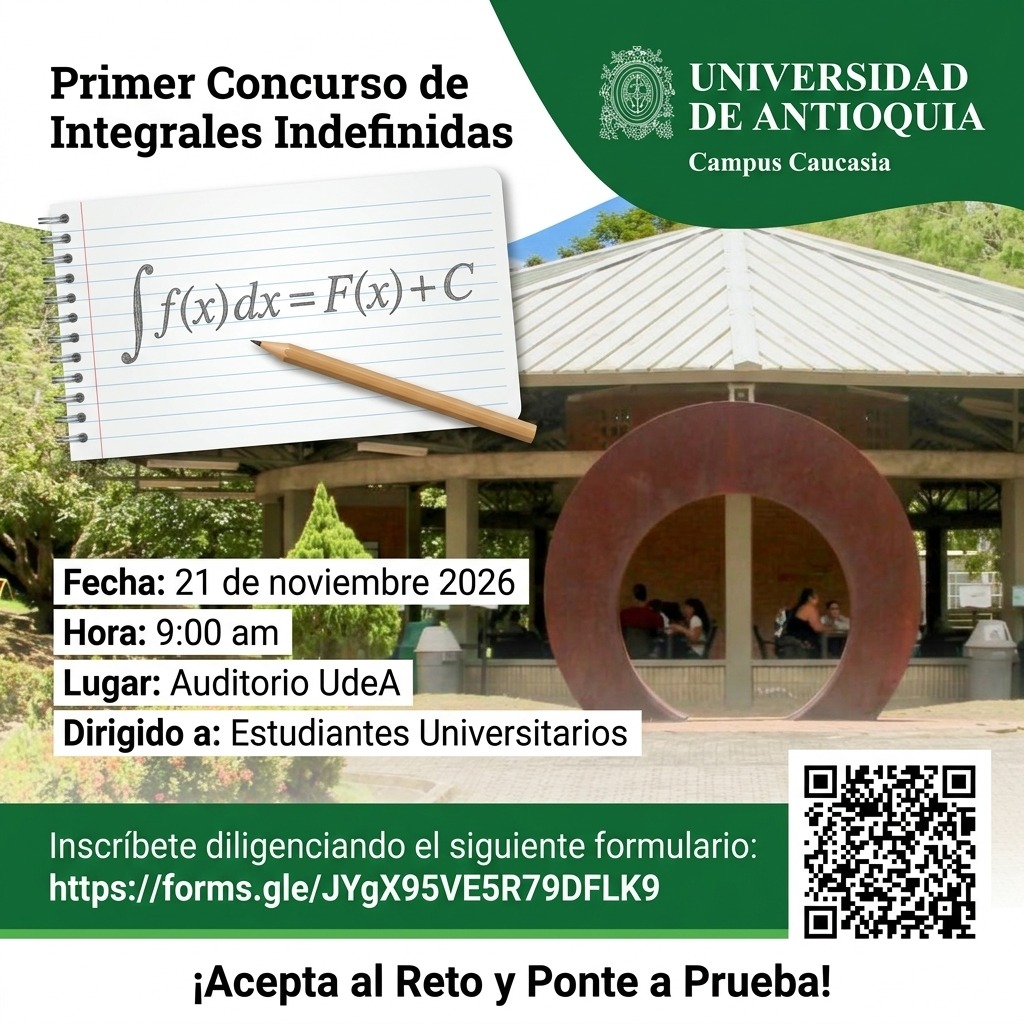 Primer Concurso de
Integrales Indefinidas
UNIVERSIDAD
DE ANTIOQUIA
Campus Caucasia
∫ f(x) dx = F(x) + C
Fecha: 21 de noviembre 2026
Hora: 9:00 am
Lugar: Auditorio UdeA
Dirigido a: Estudiantes Universitarios
Inscríbete diligenciando el siguiente formulario:
https://forms.gle/JYgX95VE5R79DFLK9
¡Acepta al Reto y Ponte a Prueba!